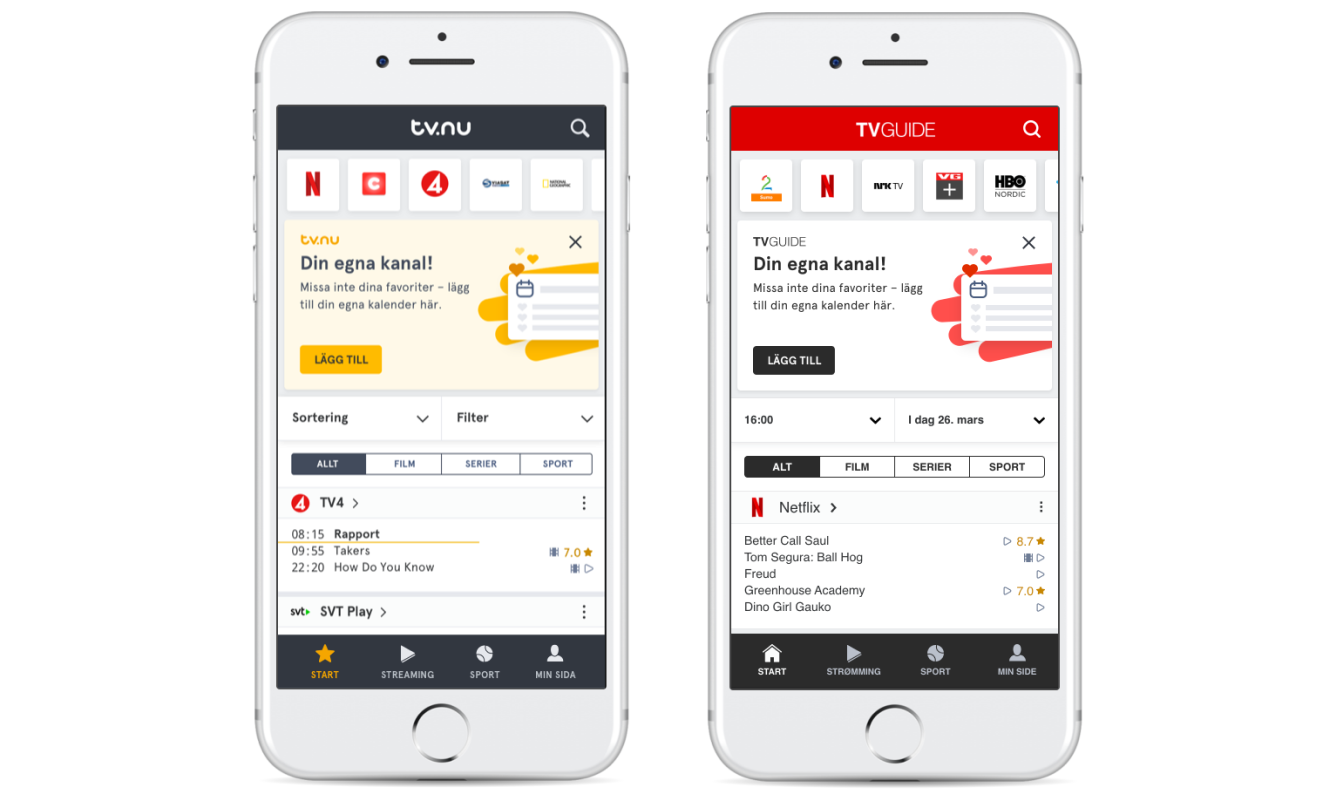 tv.nu
N
C
4
VIASAT
NATIONAL
GEOGRAPHIC
tv.nu
Din egna kanal!
Missa inte dina favoriter – lägg
till din egna kalender här.
LÄGG TILL
Sortering
Filter
ALLT
FILM
SERIER
SPORT
4
TV4
08:15 Rapport
09:55 Takers
7.0
22:20 How Do You Know
svt
SVT Play
START
STREAMING
SPORT
MIN SIDA
TVGUIDE
2
Sumo
N
NRK TV
VG
+
HBO
NORDIC
TVGUIDE
Din egna kanal!
Missa inte dina favoriter – lägg
till din egna kalender här.
LÄGG TILL
16:00
I dag 26. mars
ALT
FILM
SERIER
SPORT
N
Netflix
Better Call Saul
8.7
Tom Segura: Ball Hog
Freud
Greenhouse Academy
7.0
Dino Girl Gauko
START
STRØMMING
SPORT
MIN SIDE